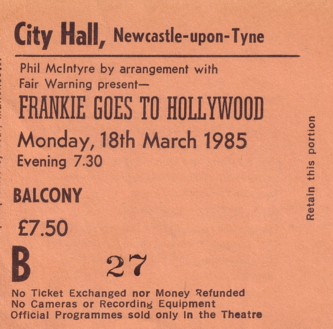 City Hall, Newcastle-upon-Tyne
Phil McIntyre by arrangement with
Fair Warning present—
FRANKIE GOES TO HOLLYWOOD
Monday, 18th March 1985
Evening 7.30
BALCONY
£7.50
B 27
No Ticket Exchanged nor Money Refunded
No Cameras or Recording Equipment
Official Programmes sold only in the Theatre
Retain this portion